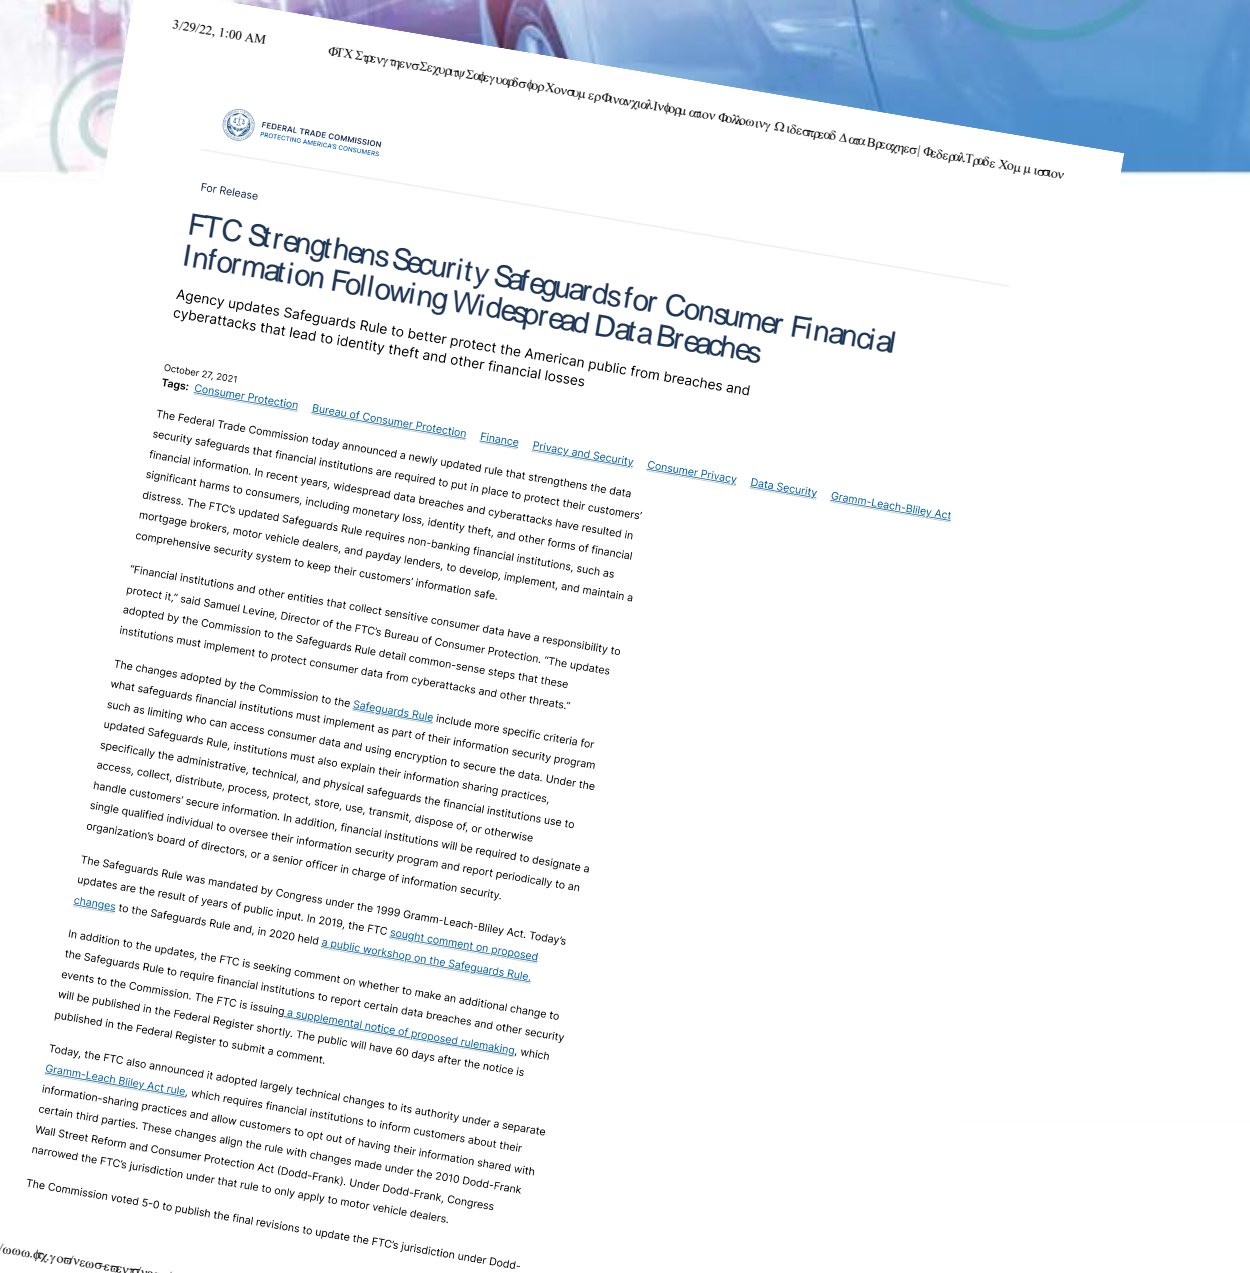 3/29/22, 1:00 AM
FEDERAL TRADE COMMISSION
PROTECTING AMERICA'S CONSUMERS
For Release
FTC Strengthens Security Safeguards for Consumer Financial
Information Following Widespread Data Breaches
Agency updates Safeguards Rule to better protect the American public from breaches and
cyberattacks that lead to identity theft and other financial losses
October 27, 2021
Tags: Consumer Protection Bureau of Consumer Protection Finance Privacy and Security Consumer Privacy Data Security Gramm-Leach-Bliley Act
The Federal Trade Commission today announced a newly updated rule that strengthens the data
security safeguards that financial institutions are required to put in place to protect their customers'
financial information. In recent years, widespread data breaches and cyberattacks have resulted in
significant harms to consumers, including monetary loss, identity theft, and other forms of financial
distress. The FTC's updated Safeguards Rule requires non-banking financial institutions, such as
mortgage brokers, motor vehicle dealers, and payday lenders, to develop, implement, and maintain a
comprehensive security system to keep their customers' information safe.
"Financial institutions and other entities that collect sensitive consumer data have a responsibility to
protect it," said Samuel Levine, Director of the FTC's Bureau of Consumer Protection. "The updates
adopted by the Commission to the Safeguards Rule detail common-sense steps that these
institutions must implement to protect consumer data from cyberattacks and other threats."
The changes adopted by the Commission to the Safeguards Rule include more specific criteria for
what safeguards financial institutions must implement as part of their information security program
such as limiting who can access consumer data and using encryption to secure the data. Under the
updated Safeguards Rule, institutions must also explain their information sharing practices,
specifically the administrative, technical, and physical safeguards the financial institutions use to
access, collect, distribute, process, protect, store, use, transmit, dispose of, or otherwise
handle customers' secure information. In addition, financial institutions will be required to designate a
single qualified individual to oversee their information security program and report periodically to an
organization's board of directors, or a senior officer in charge of information security.
The Safeguards Rule was mandated by Congress under the 1999 Gramm-Leach-Bliley Act. Today's
updates are the result of years of public input. In 2019, the FTC sought comment on proposed
changes to the Safeguards Rule and, in 2020 held a public workshop on the Safeguards Rule.
In addition to the updates, the FTC is seeking comment on whether to make an additional change to
the Safeguards Rule to require financial institutions to report certain data breaches and other security
events to the Commission. The FTC is issuing a supplemental notice of proposed rulemaking, which
will be published in the Federal Register shortly. The public will have 60 days after the notice is
published in the Federal Register to submit a comment.
Today, the FTC also announced it adopted largely technical changes to its authority under a separate
Gramm-Leach Bliley Act rule, which requires financial institutions to inform customers about their
information-sharing practices and allow customers to opt out of having their information shared with
certain third parties. These changes align the rule with changes made under the 2010 Dodd-Frank
Wall Street Reform and Consumer Protection Act (Dodd-Frank). Under Dodd-Frank, Congress
narrowed the FTC's jurisdiction under that rule to only apply to motor vehicle dealers.
The Commission voted 5-0 to publish the final revisions to update the FTC's jurisdiction under Dodd-